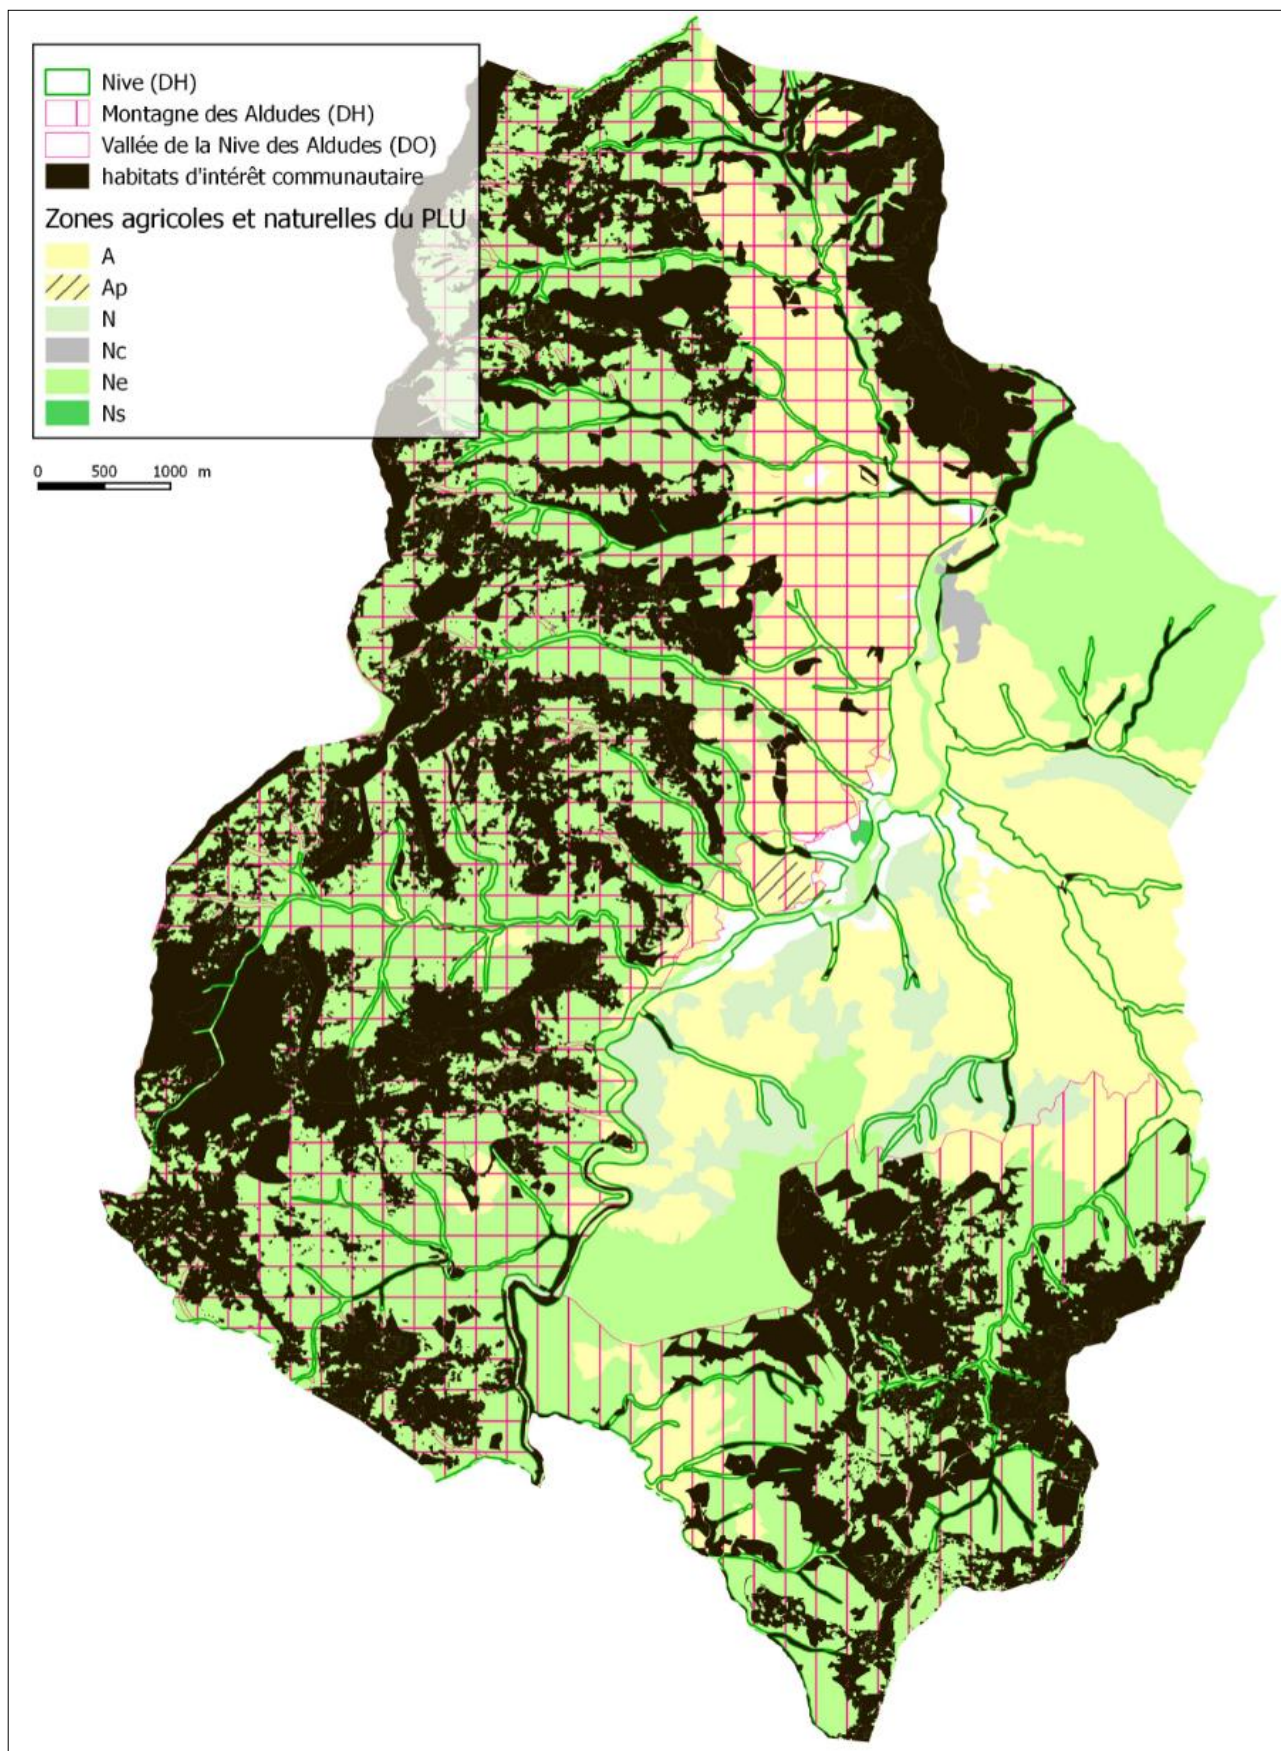 Nive (DH)
Montagne des Aldudes (DH)
Vallée de la Nive des Aldudes (DO)
habitats d'intérêt communautaire
Zones agricoles et naturelles du PLU
A
Ap
N
Nc
Ne
Ns
0 500 1000 m